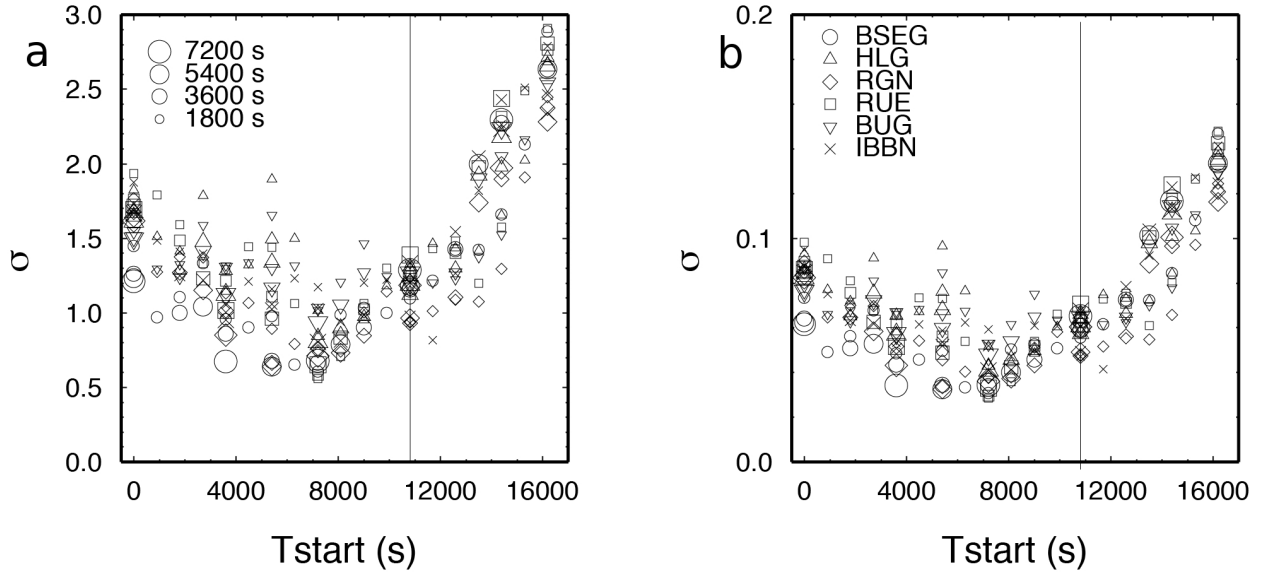 a
3.0
2.5
2.0
1.5
1.0
0.5
0.0
σ
7200 s
5400 s
3600 s
1800 s
0 4000 8000 12000 16000
Tstart (s)
b
0.2
0.1
0.0
σ
BSEG
HLG
RGN
RUE
BUG
IBBN
0 4000 8000 12000 16000
Tstart (s)